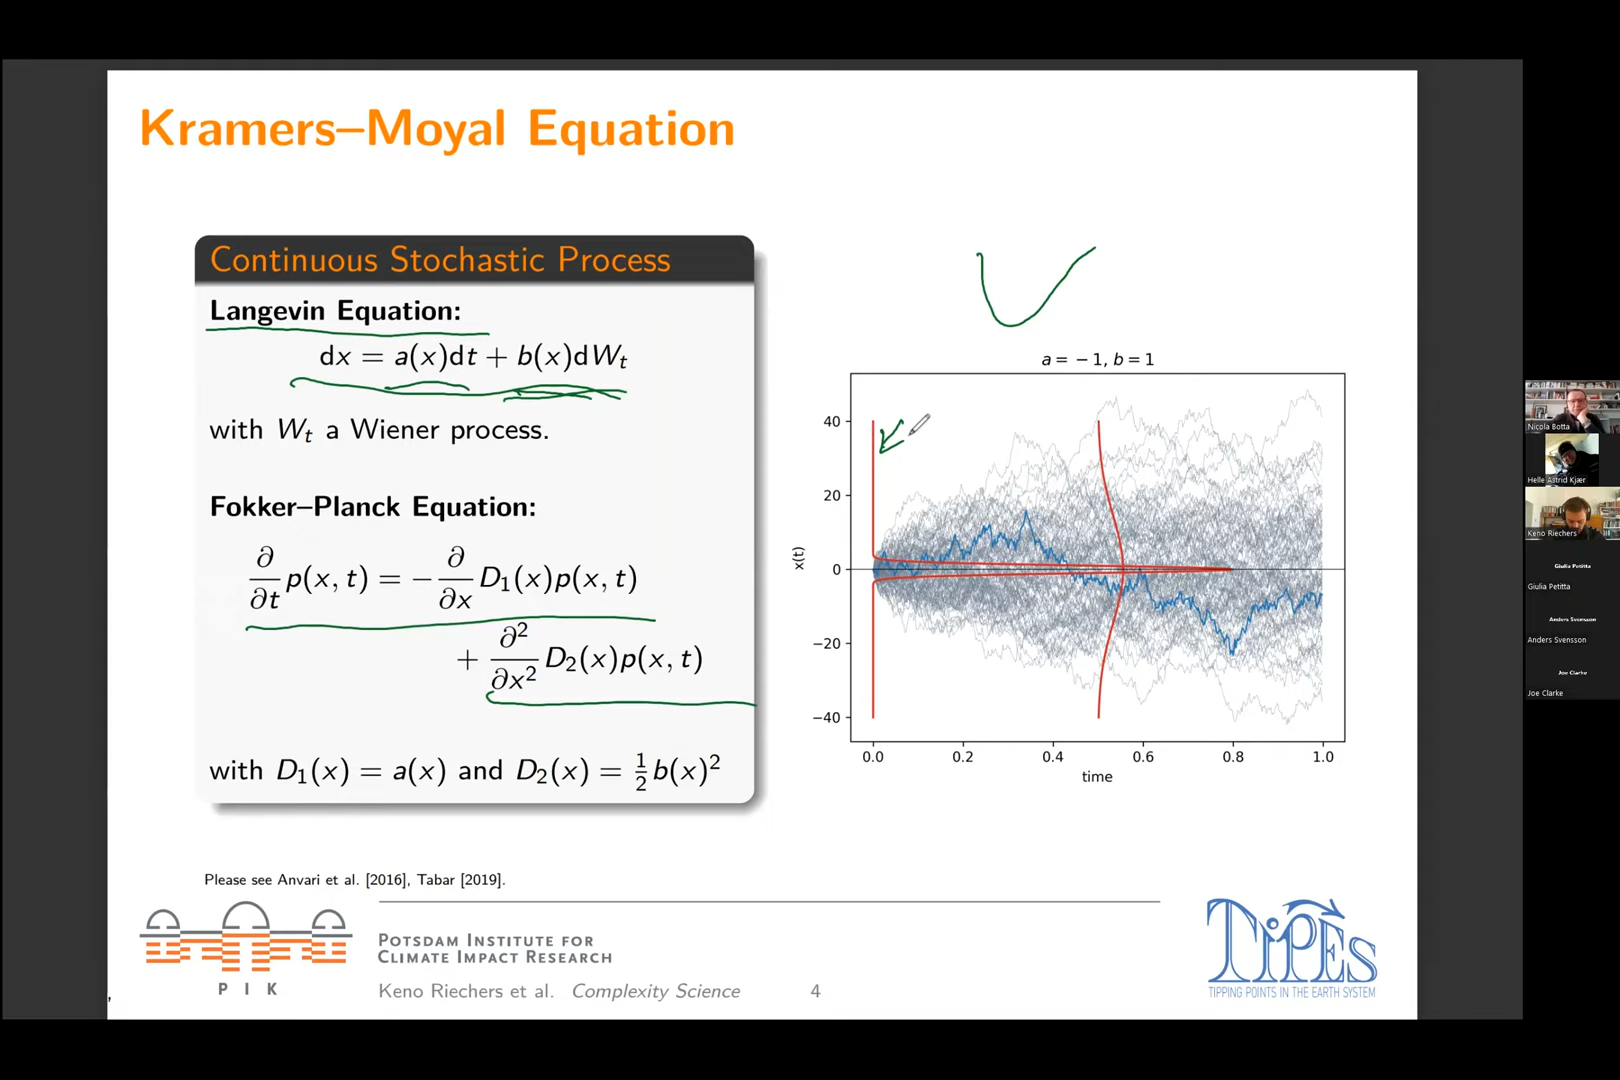 Kramers–Moyal Equation
Continuous Stochastic Process
Langevin Equation:
dx = a(x)dt + b(x)dWₜ
with Wₜ a Wiener process.
Fokker–Planck Equation:
∂/∂t p(x, t) = −∂/∂x D₁(x)p(x, t)
+ ∂²/∂x² D₂(x)p(x, t)
with D₁(x) = a(x) and D₂(x) = ½ b(x)²
a = −1, b = 1
40
20
0
−20
−40
x(t)
0.0 0.2 0.4 0.6 0.8 1.0
time
Please see Anvari et al. [2016], Tabar [2019].
PIK
POTSDAM INSTITUTE FOR
CLIMATE IMPACT RESEARCH
Keno Riechers et al. Complexity Science 4
TiPES
TIPPING POINTS IN THE EARTH SYSTEM
Nicola Botta
Helle Astrid Kjær
Keno Riechers
Giulia Petitta
Giulia Petitta
Anders Svensson
Anders Svensson
Joe Clarke
Joe Clarke